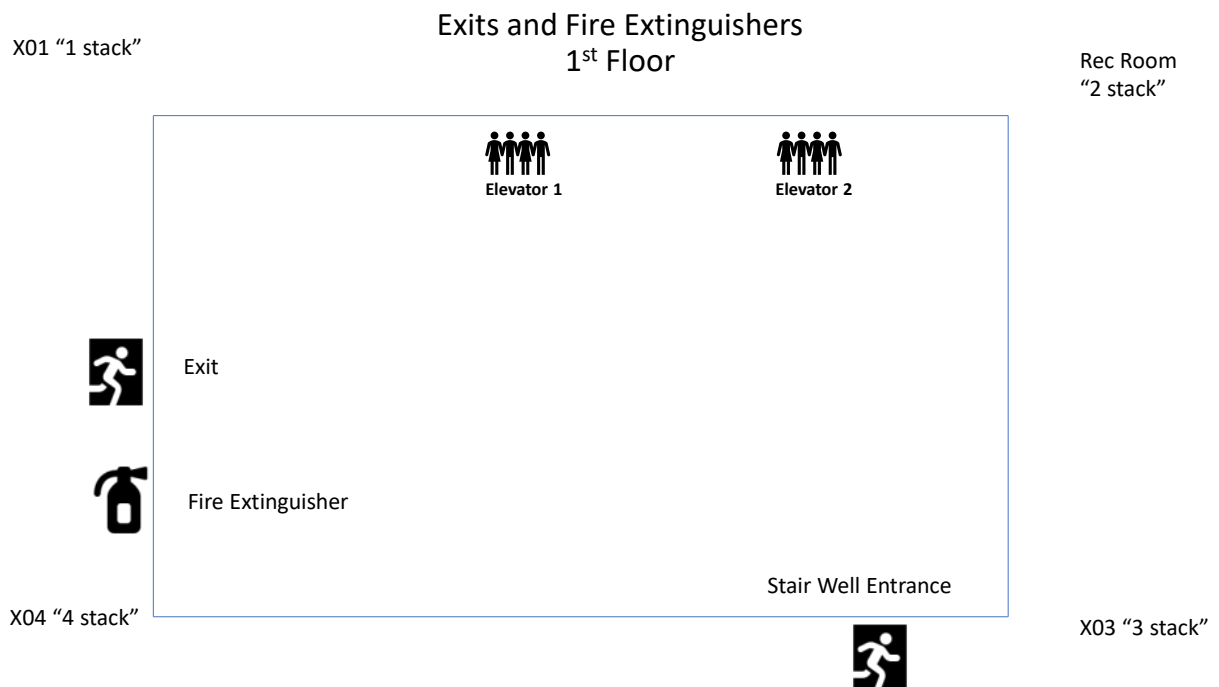 Exits and Fire Extinguishers
1st Floor
X01 “1 stack”
Rec Room
“2 stack”
Elevator 1
Elevator 2
Exit
Fire Extinguisher
Stair Well Entrance
X04 “4 stack”
X03 “3 stack”